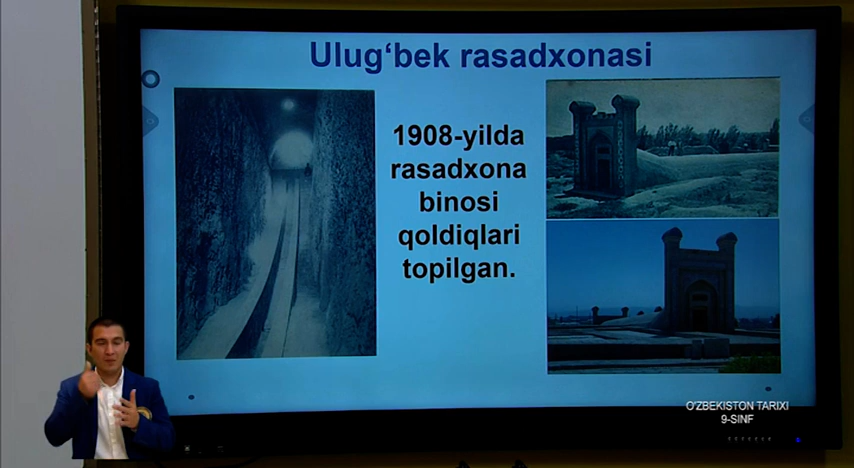 Ulug‘bek rasadxonasi
1908-yilda
rasadxona
binosi
qoldiqlari
topilgan.
O'ZBEKISTON TARIXI
9-SINF